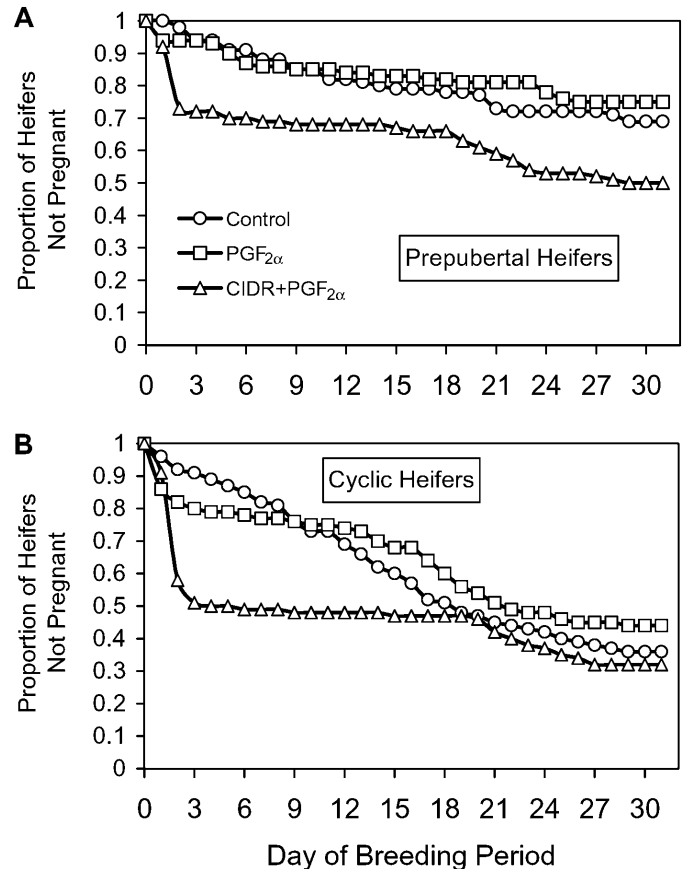 A
Proportion of Heifers
Not Pregnant
1
0.9
0.8
0.7
0.6
0.5
0.4
0.3
0.2
0.1
0
Control
PGF2α
CIDR+PGF2α
Prepubertal Heifers
0 3 6 9 12 15 18 21 24 27 30
B
Proportion of Heifers
Not Pregnant
1
0.9
0.8
0.7
0.6
0.5
0.4
0.3
0.2
0.1
0
Cyclic Heifers
0 3 6 9 12 15 18 21 24 27 30
Day of Breeding Period